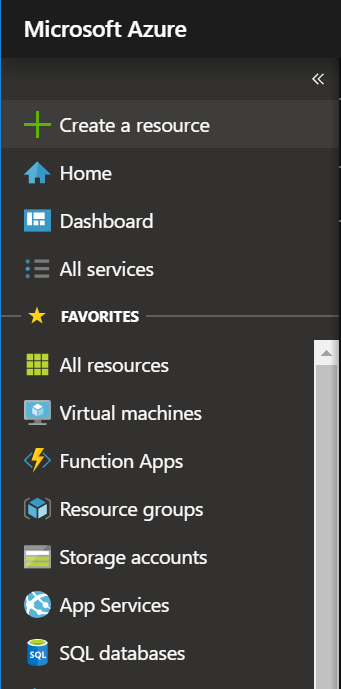 Microsoft Azure
«
Create a resource
Home
Dashboard
All services
FAVORITES
All resources
Virtual machines
Function Apps
Resource groups
Storage accounts
App Services
SQL
SQL databases